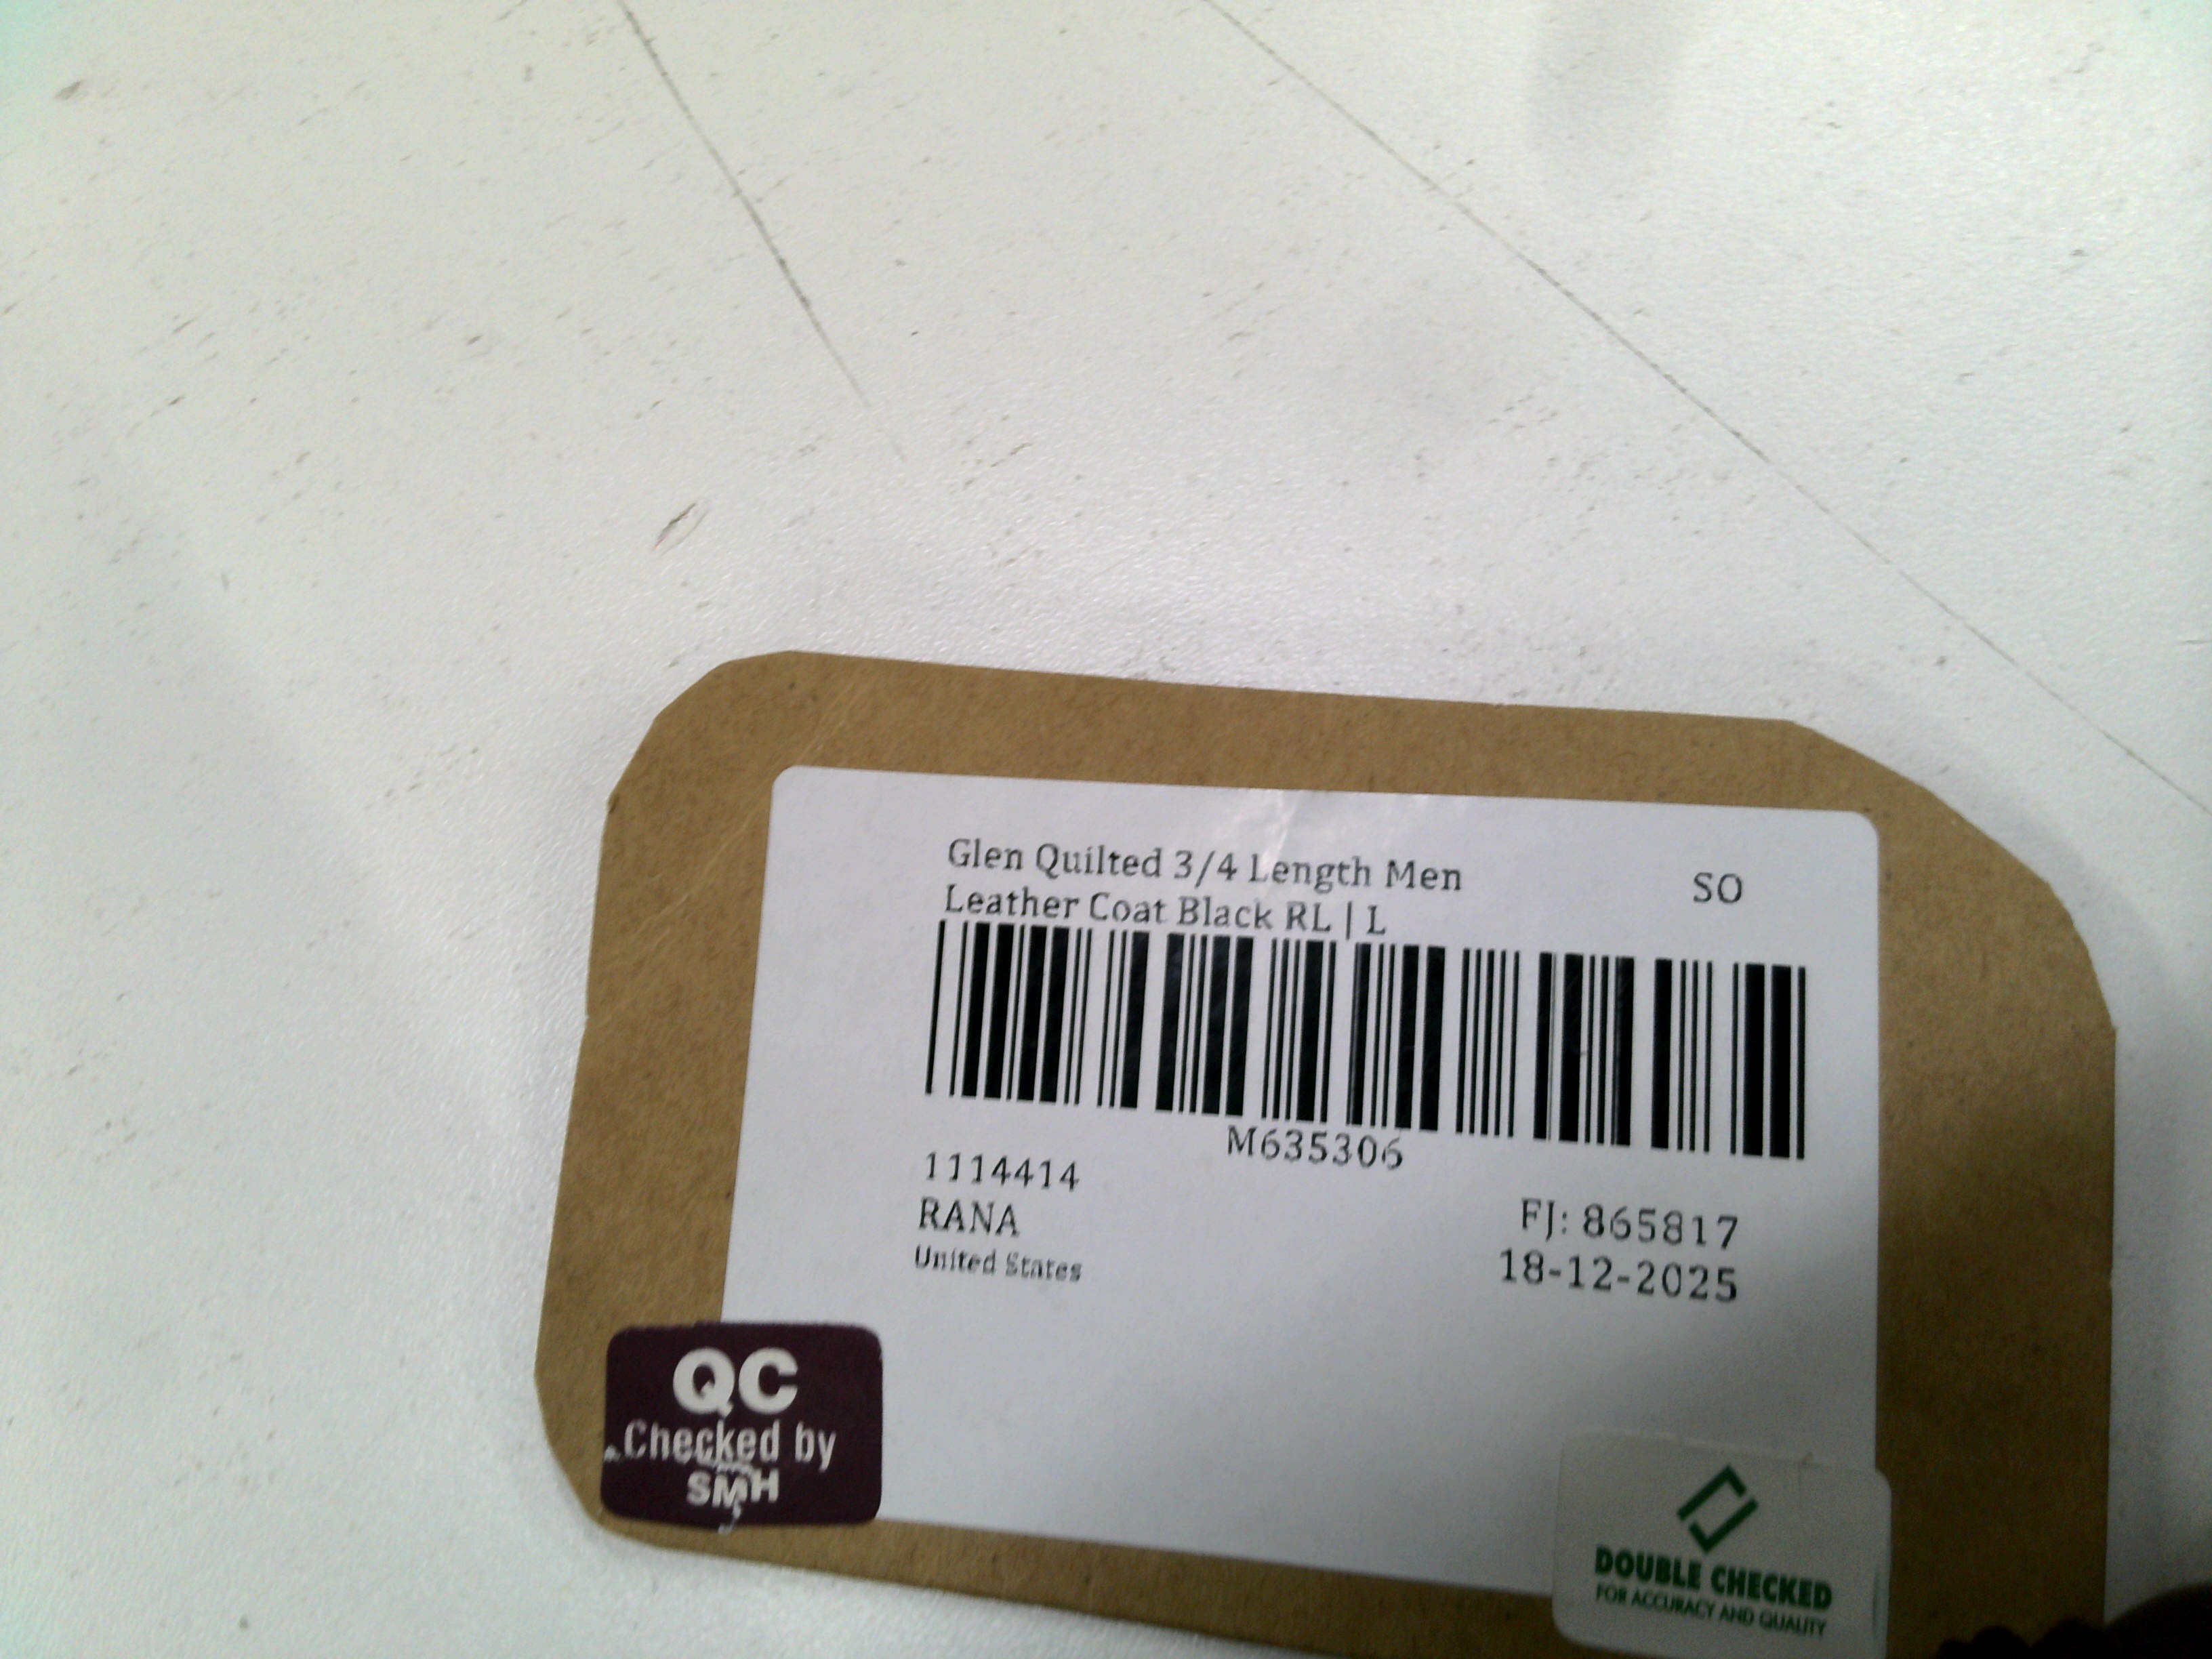 Glen Quilted 3/4 Length Men
Leather Coat Black RL | L
SO
M635306
1114414
RANA
United States
FJ: 865817
18-12-2025
QC
Checked by
SMH
DOUBLE CHECKED
FOR ACCURACY AND QUALITY